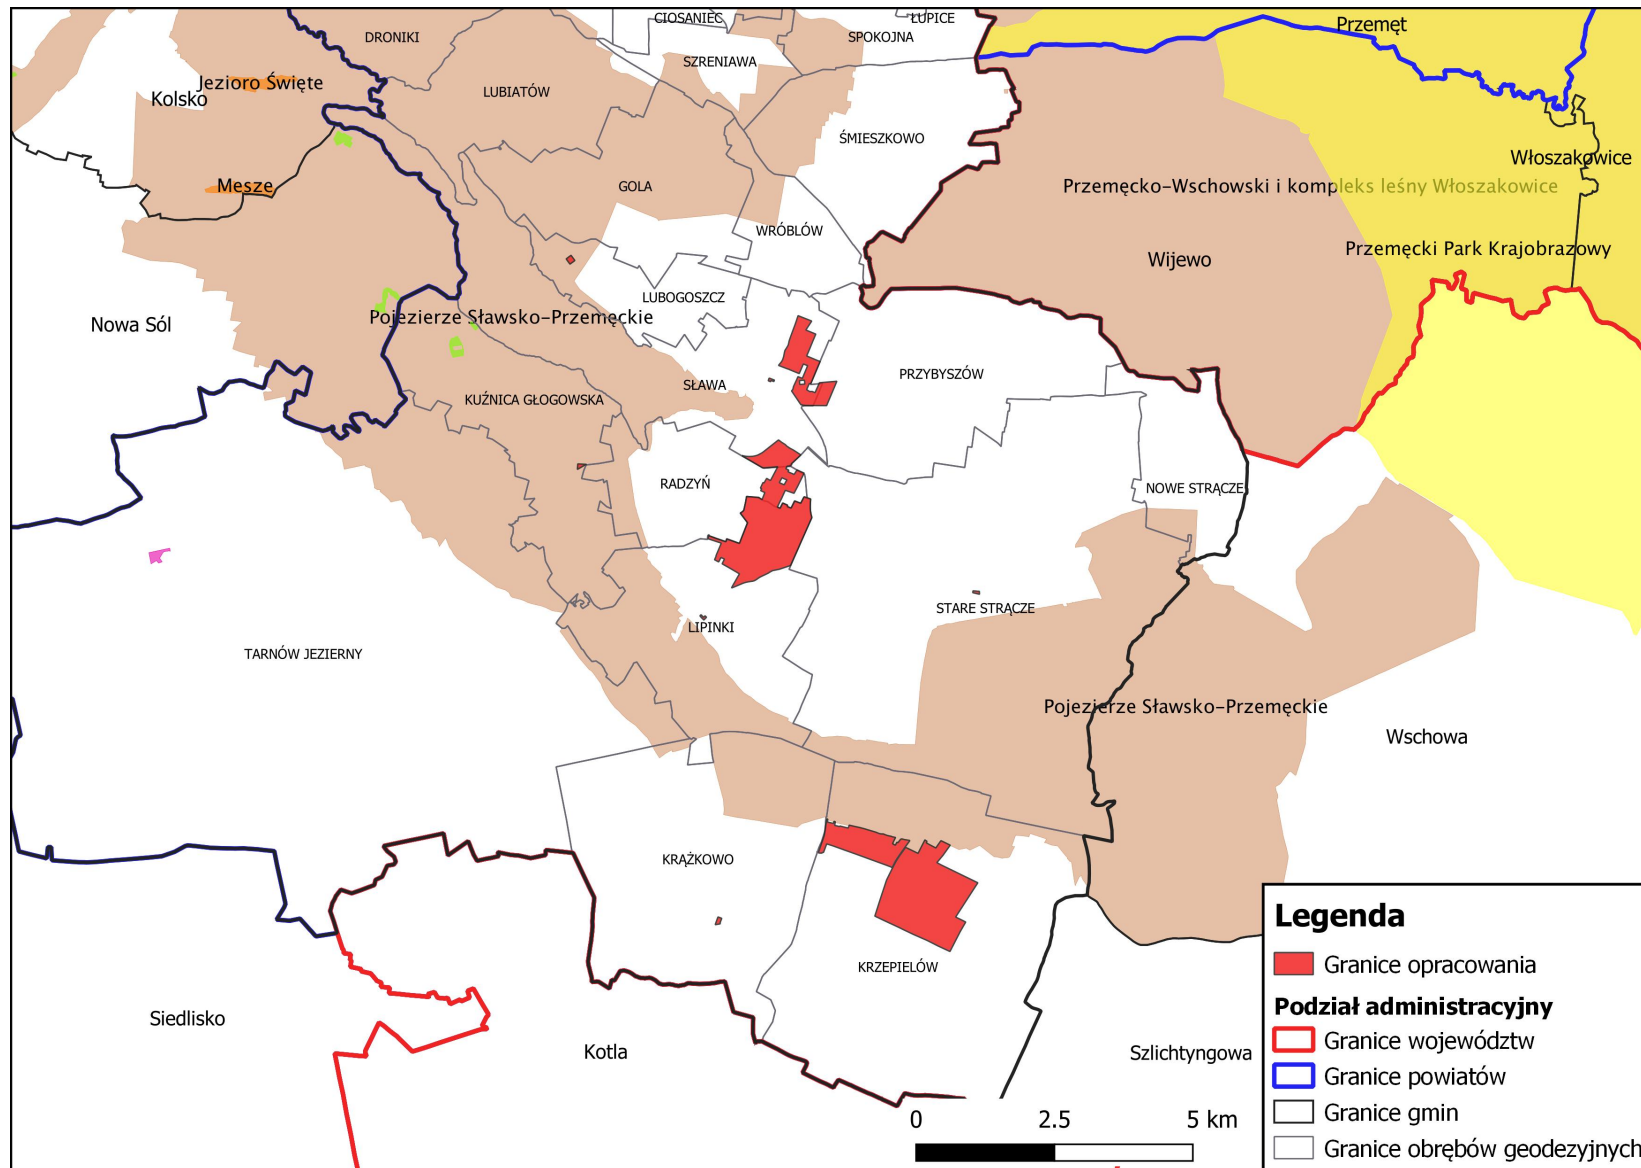 CIOSANIEC
ŁUPICE
Przemęt
DRONIKI
SPOKOJNA
SZRENIAWA
Jezioro Święte
Kolsko
LUBIATÓW
ŚMIESZKOWO
Włoszakowice
Mesze
GOLA
Przemęcko-Wschowski i kompleks leśny Włoszakowice
WRÓBLÓW
Przemęcki Park Krajobrazowy
Wijewo
LUBOGOSZCZ
Nowa Sól
Pojezierze Sławsko-Przemęckie
PRZYBYSZÓW
SŁAWA
KUŹNICA GŁOGOWSKA
RADZYŃ
NOWE STRĄCZE
STARE STRĄCZE
LIPINKI
TARNÓW JEZIERNY
Pojezierze Sławsko-Przemęckie
Wschowa
KRĄŻKOWO
KRZEPIELÓW
Siedlisko
Kotla
Szlichtyngowa
0 2.5 5 km
Legenda
Granice opracowania
Podział administracyjny
Granice województw
Granice powiatów
Granice gmin
Granice obrębów geodezyjnych